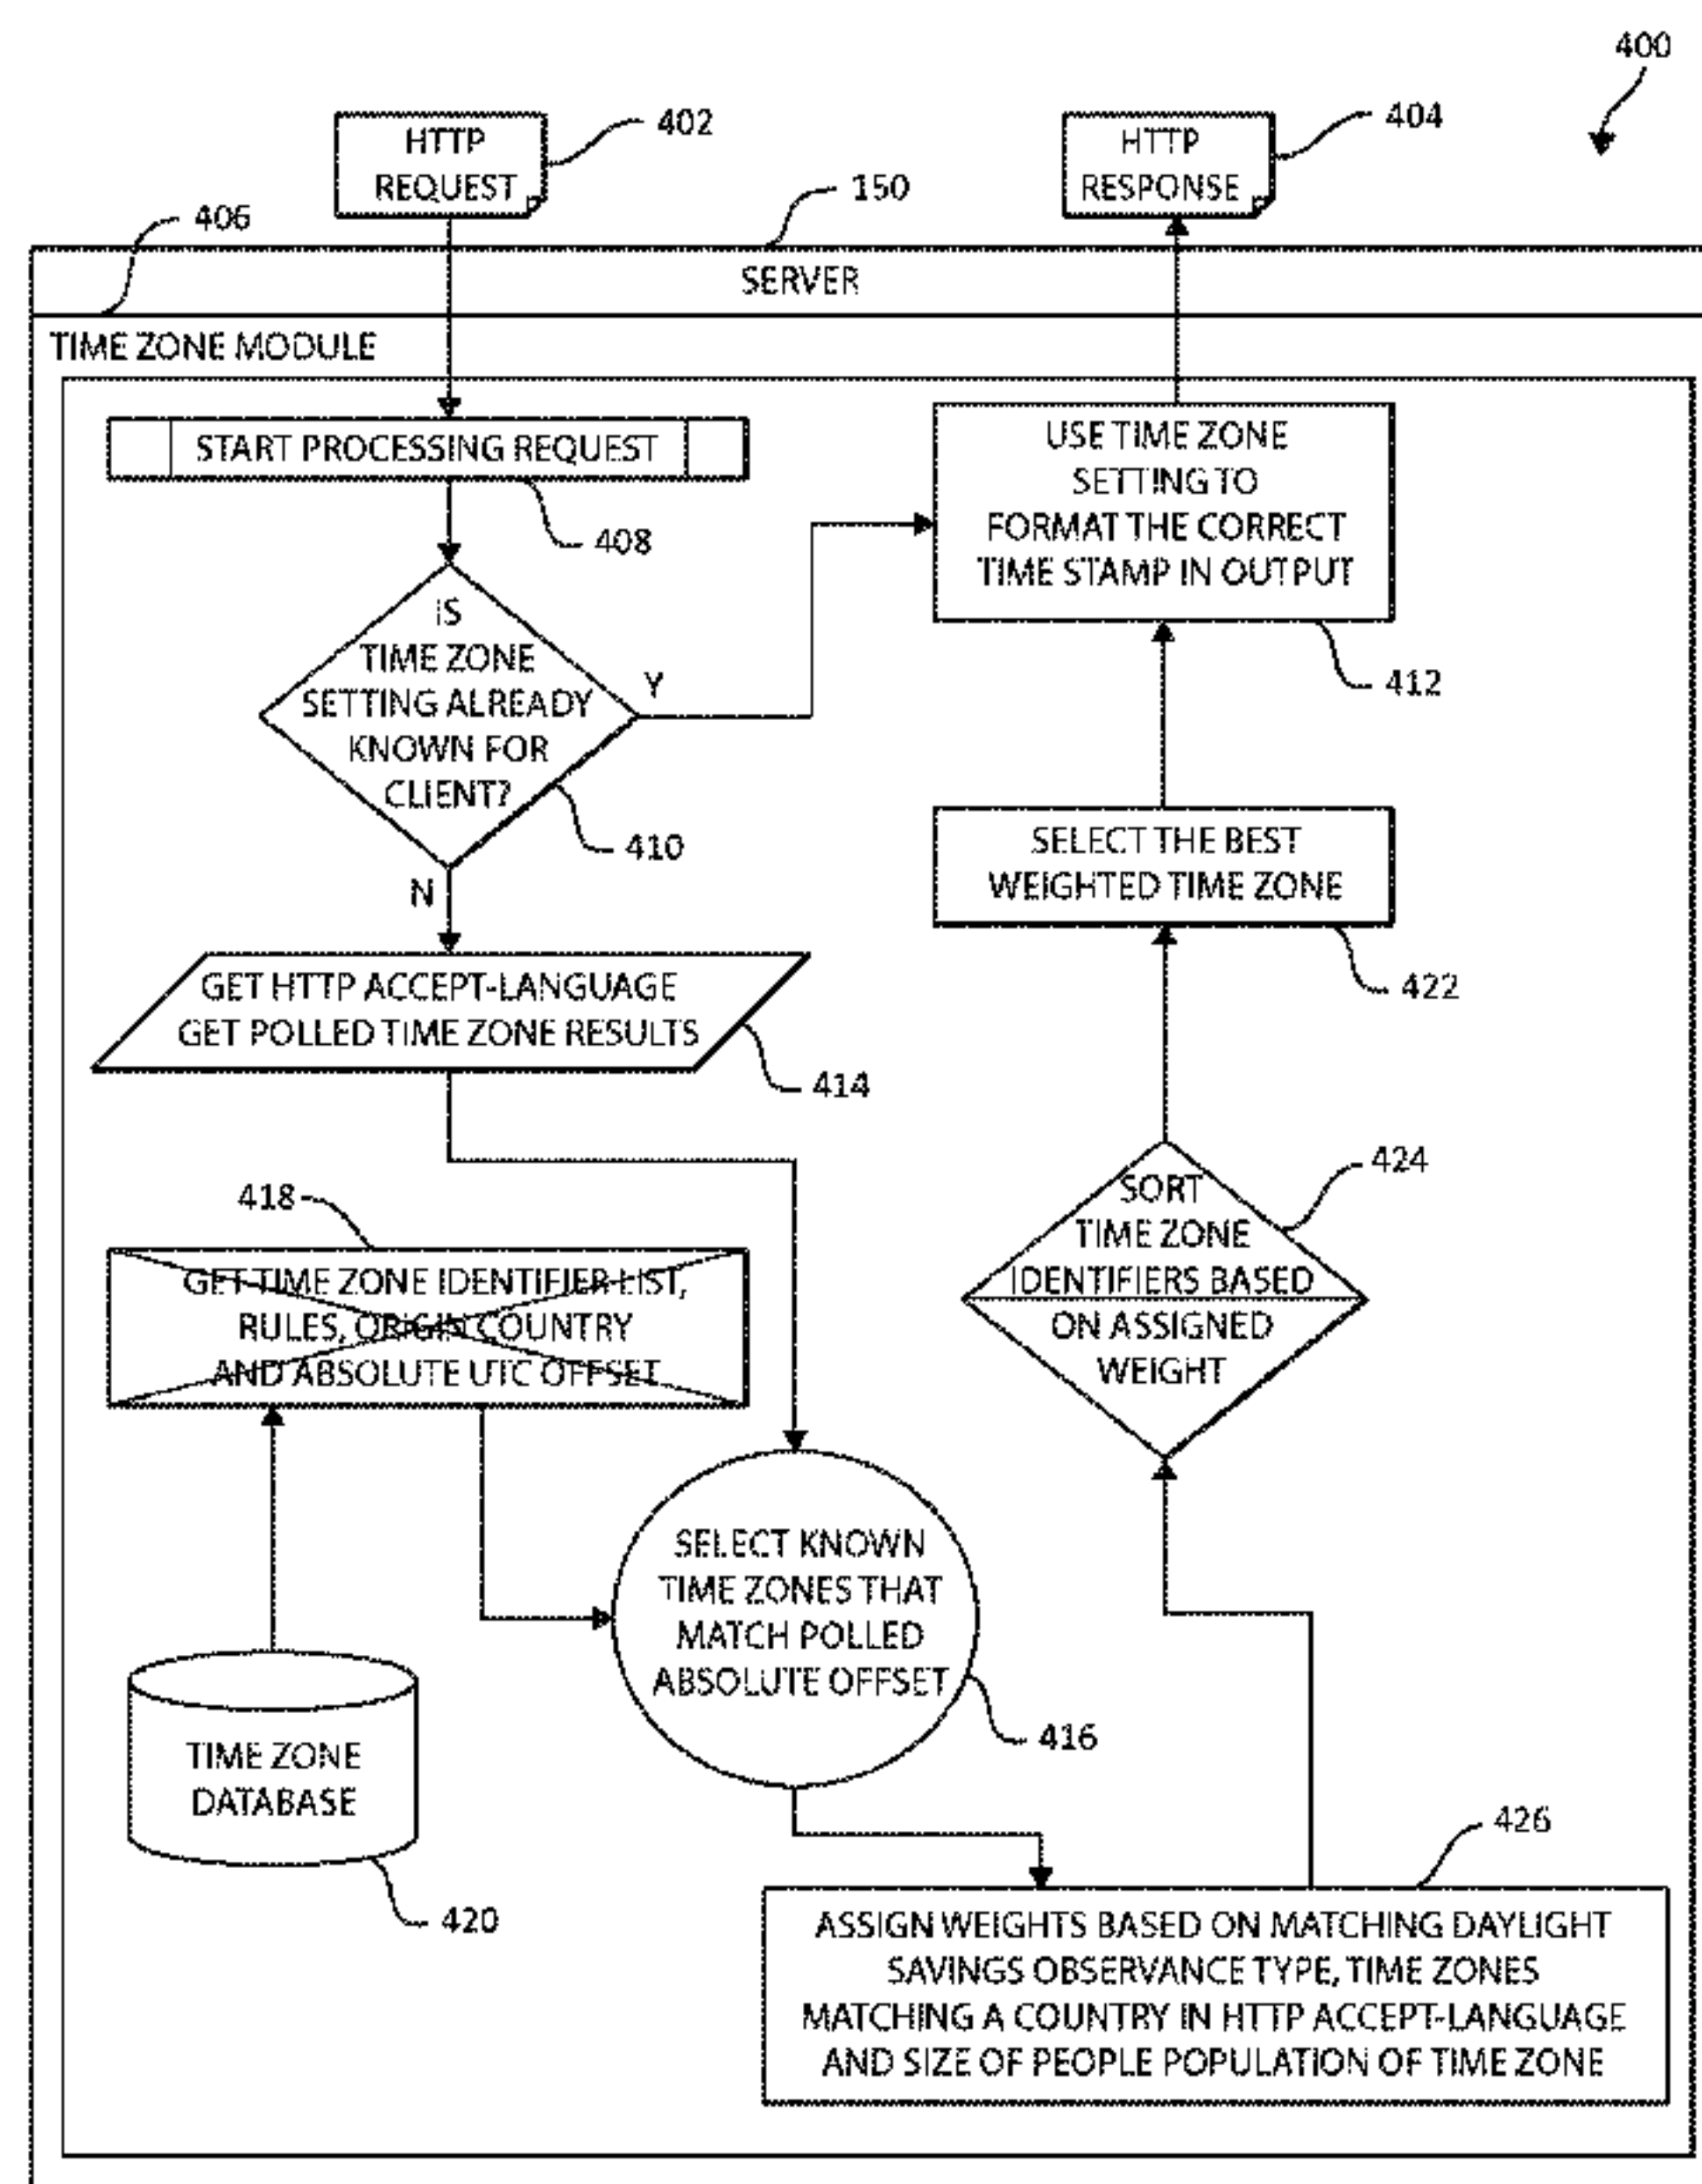 400
HTTP
REQUEST
402
HTTP
RESPONSE
404
406
150
SERVER
TIME ZONE MODULE
START PROCESSING REQUEST
408
IS
TIME ZONE
SETTING ALREADY
KNOWN FOR
CLIENT?
Y
410
N
USE TIME ZONE
SETTING TO
FORMAT THE CORRECT
TIME STAMP IN OUTPUT
412
SELECT THE BEST
WEIGHTED TIME ZONE
422
GET HTTP ACCEPT-LANGUAGE
GET POLLED TIME ZONE RESULTS
414
SORT
TIME ZONE
IDENTIFIERS BASED
ON ASSIGNED
WEIGHT
424
418
GET TIME ZONE IDENTIFIER LIST,
RULES, ORIGIN COUNTRY
AND ABSOLUTE UTC OFFSET
SELECT KNOWN
TIME ZONES THAT
MATCH POLLED
ABSOLUTE OFFSET
416
TIME ZONE
DATABASE
420
426
ASSIGN WEIGHTS BASED ON MATCHING DAYLIGHT
SAVINGS OBSERVANCE TYPE, TIME ZONES
MATCHING A COUNTRY IN HTTP ACCEPT-LANGUAGE
AND SIZE OF PEOPLE POPULATION OF TIME ZONE